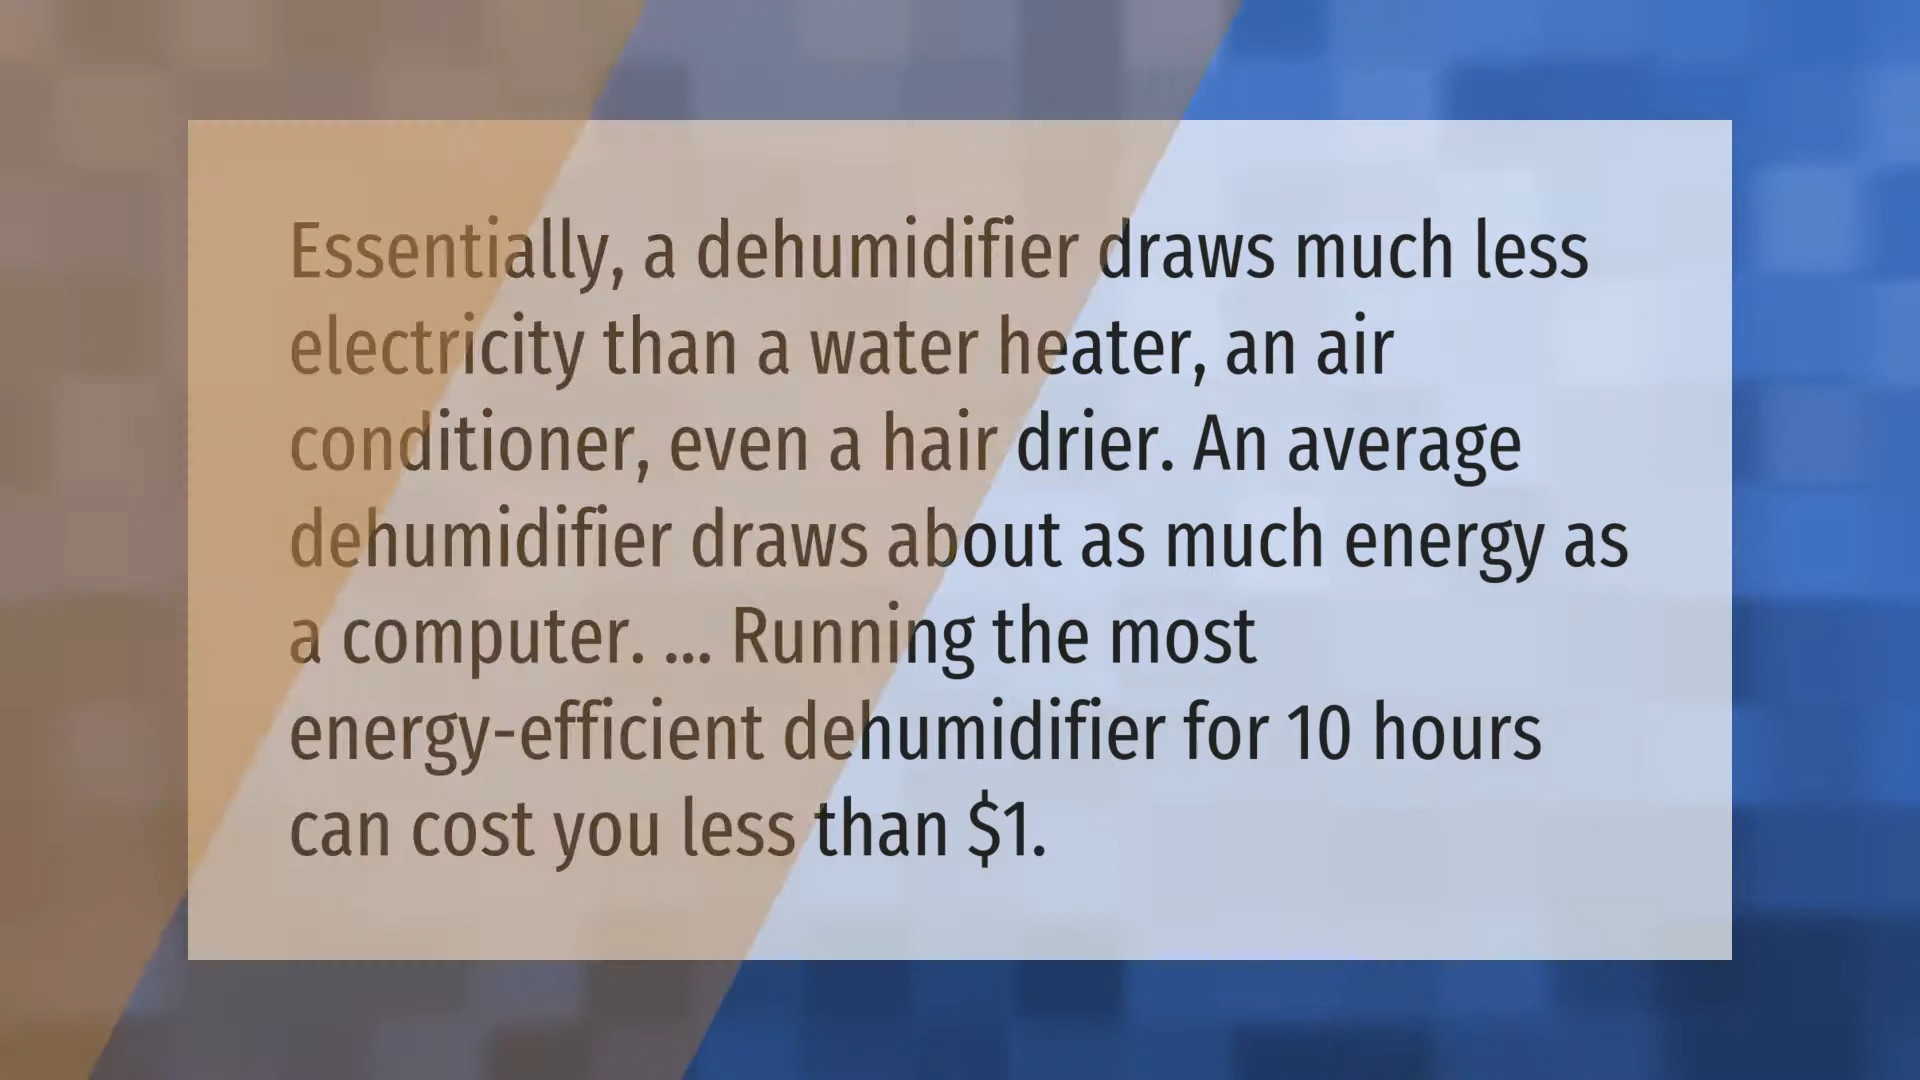 Essentially, a dehumidifier draws much less
electricity than a water heater, an air
conditioner, even a hair drier. An average
dehumidifier draws about as much energy as
a computer. ... Running the most
energy-efficient dehumidifier for 10 hours
can cost you less than $1.